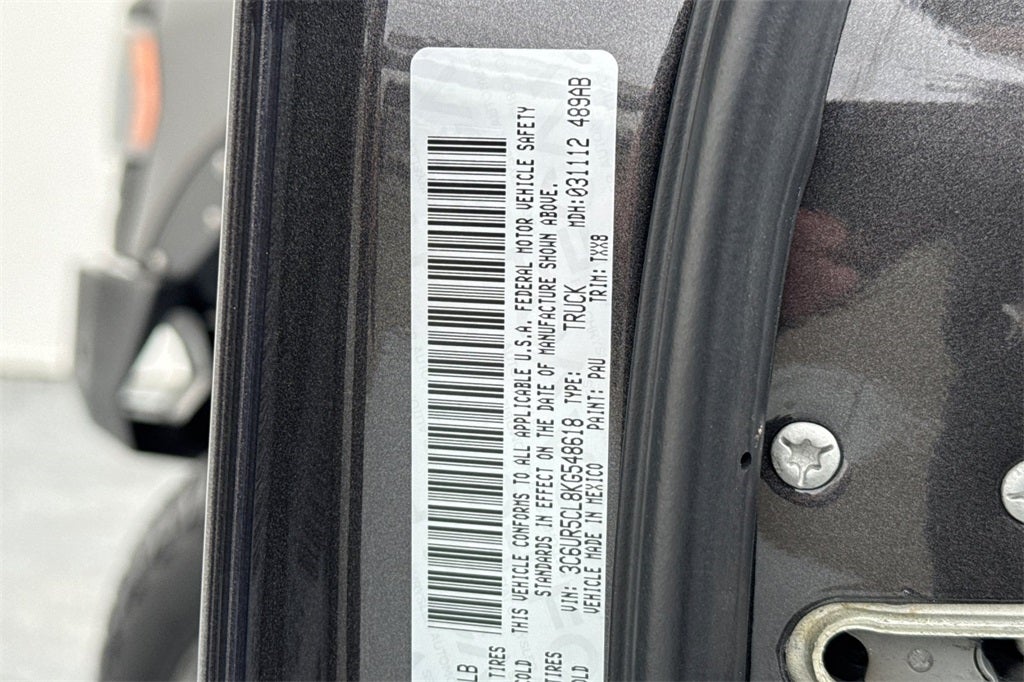 LB
TIRES
COLD
TIRES
OLD
THIS VEHICLE CONFORMS TO ALL APPLICABLE U.S.A. FEDERAL MOTOR VEHICLE SAFETY
STANDARDS IN EFFECT ON THE DATE OF MANUFACTURE SHOWN ABOVE.
VIN: 3C6UR5CL8KG548618 TYPE: TRUCK MDH:031112 489AB
VEHICLE MADE IN MEXICO PAINT: PAU TRIM: TXX8